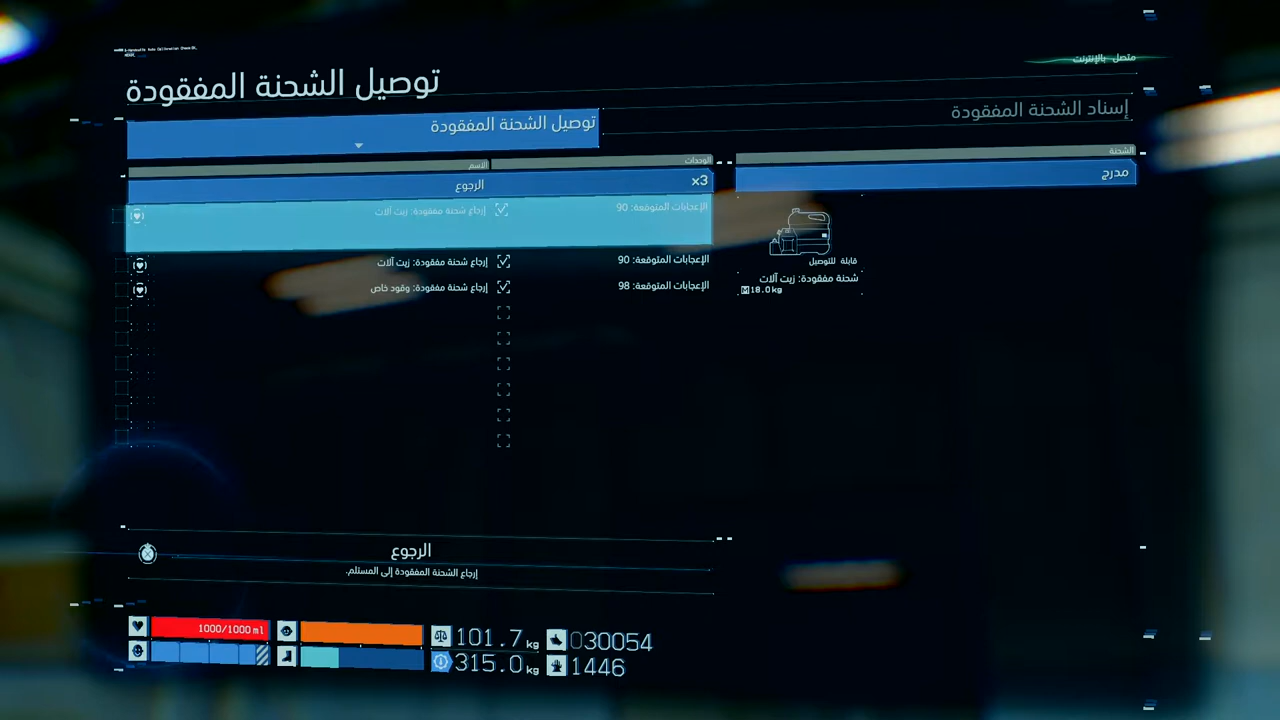 متصل بالإنترنت
توصيل الشحنة المفقودة
إسناد الشحنة المفقودة
توصيل الشحنة المفقودة
الشحنة
الوحدات
الاسم
مدرج
x3
الرجوع
الإعجابات المتوقعة: 90
إرجاع شحنة مفقودة: زيت آلات
الإعجابات المتوقعة: 90
إرجاع شحنة مفقودة: زيت آلات
الإعجابات المتوقعة: 98
إرجاع شحنة مفقودة: وقود خاص
قابلة للتوصيل
شحنة مفقودة: زيت آلات
M 18.0kg
الرجوع
إرجاع الشحنة المفقودة إلى المستلم.
1000/1000 ml
101.7 kg
030054
315.0 kg
1446